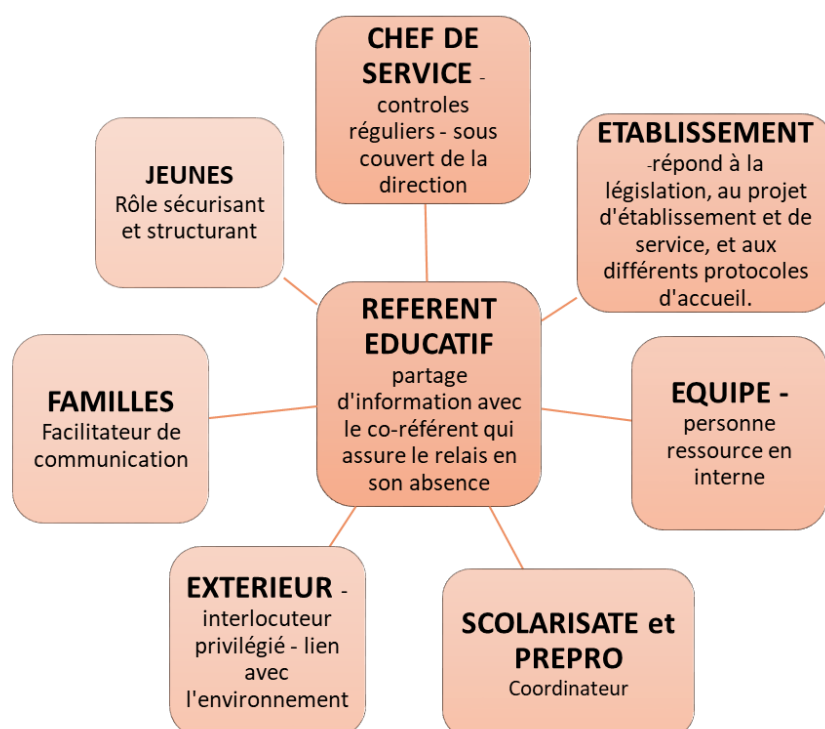 CHEF DE
SERVICE -
controles
réguliers - sous
couvert de la
direction
ETABLISSEMENT
-répond à la
législation, au projet
d'établissement et de
service, et aux
différents protocoles
d'accueil.
JEUNES
Rôle sécurisant
et structurant
REFERENT
EDUCATIF
partage
d'information avec
le co-référent qui
assure le relais en
son absence
FAMILLES
Facilitateur de
communication
EQUIPE -
personne
ressource en
interne
EXTERIEUR -
interlocuteur
privilégié - lien
avec
l'environnement
SCOLARISATE et
PREPRO
Coordinateur